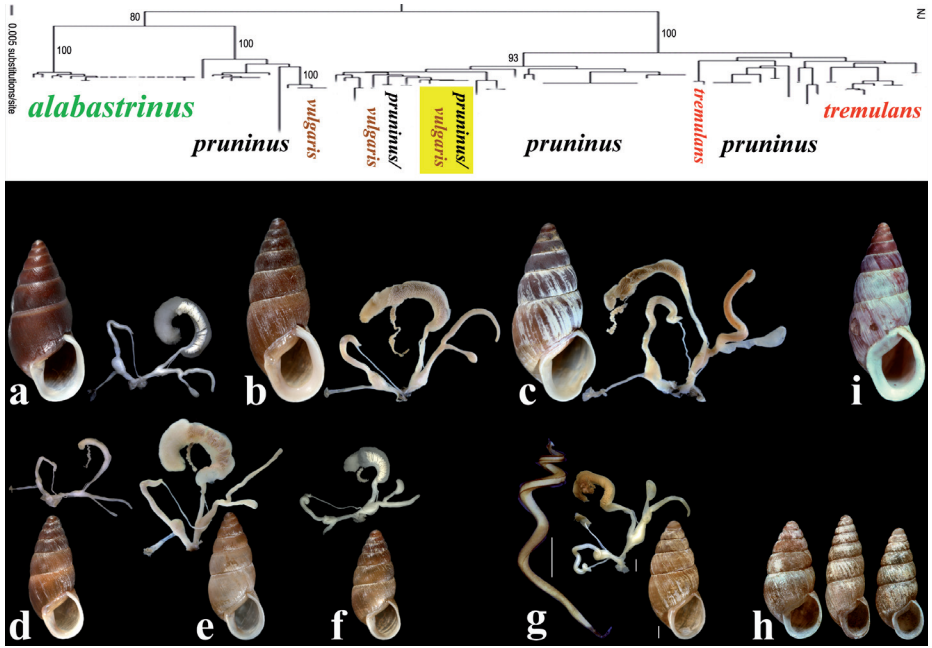 0.005 substitutions/site
80
100
NJ
100
100
93
100
alabastrinus
pruninus
vulgaris
pruninus/
vulgaris
pruninus/
vulgaris
pruninus
tremulans
pruninus
tremulans
a
b
c
i
d
e
f
g
h